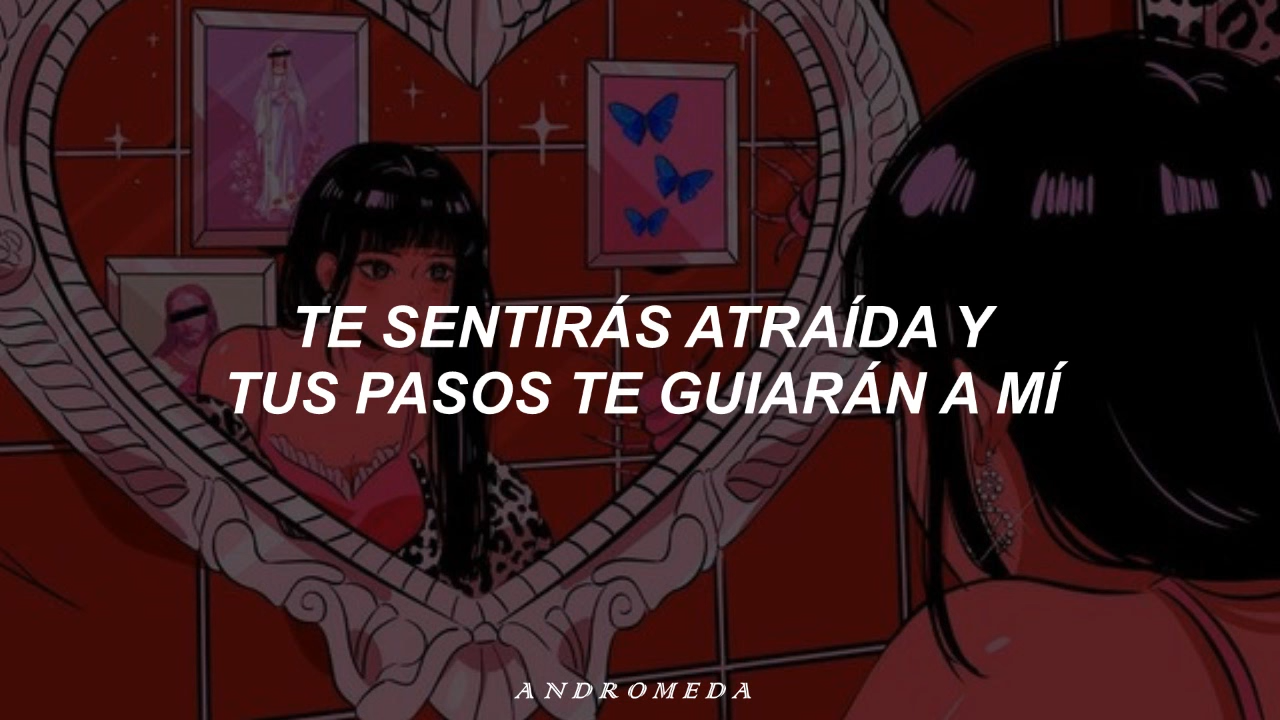 TE SENTIRÁS ATRAÍDA Y
TUS PASOS TE GUIARÁN A MÍ
ANDROMEDA